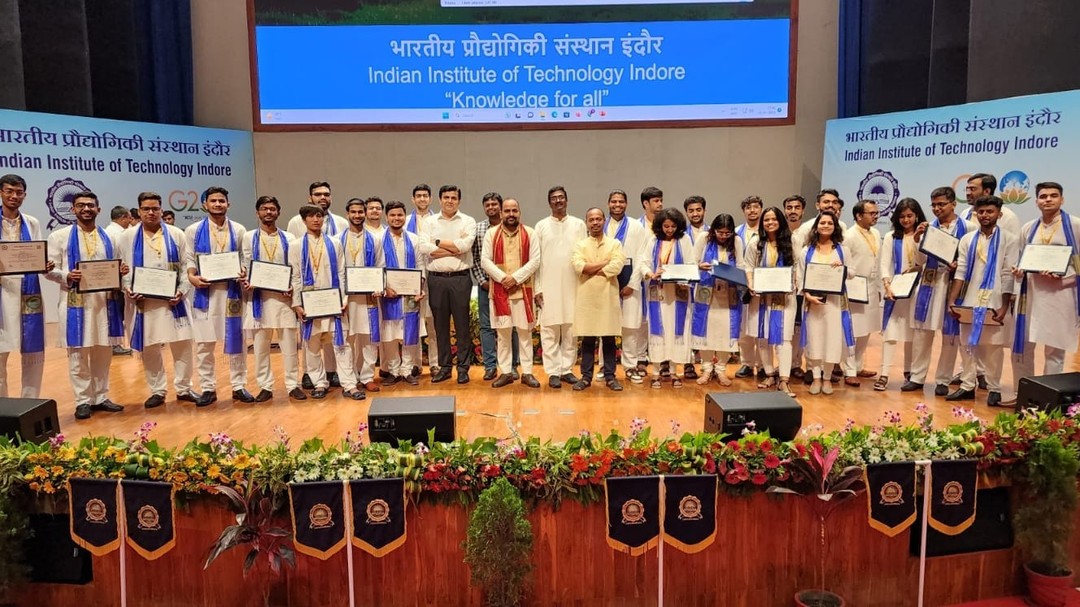 भारतीय प्रौद्योगिकी संस्थान इंदौर
Indian Institute of Technology Indore
"Knowledge for all"
भारतीय प्रौद्योगिकी संस्थान इंदौर
Indian Institute of Technology Indore
G2
भारतीय प्रौद्योगिकी संस्थान इंदौर
Indian Institute of Technology Indore